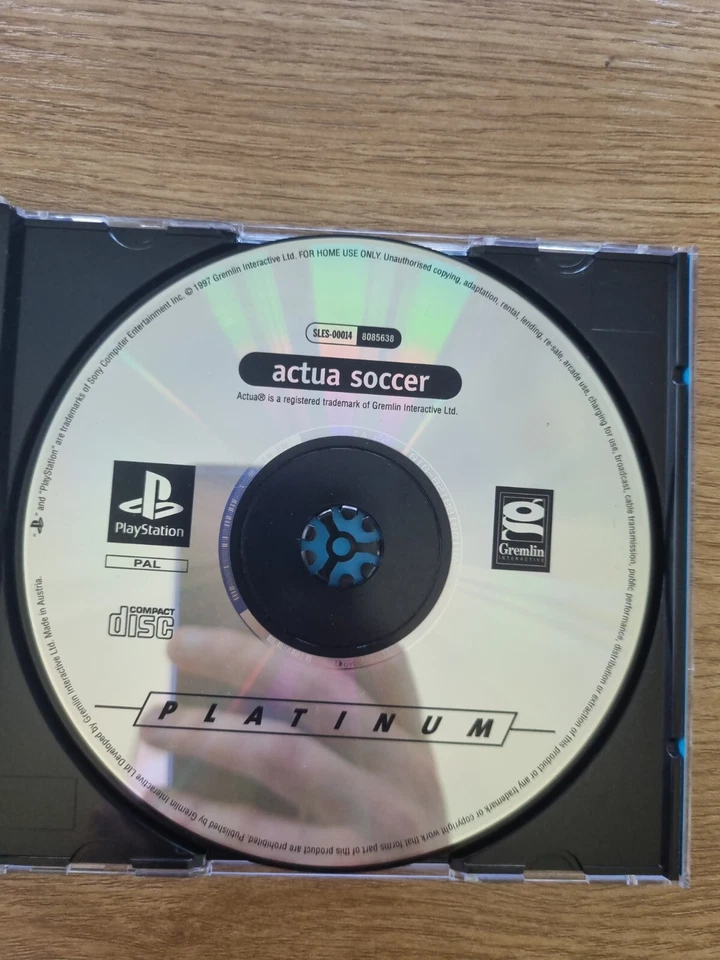 " and "PlayStation" are trademarks of Sony Computer Entertainment Inc. © 1997 Gremlin Interactive Ltd. FOR HOME USE ONLY. Unauthorised copying, adaptation, rental, lending, re-sale, arcade use, charging for use, broadcast, cable transmission, public performance, distribution or extraction of this product or any trademark or copyright work that forms part of this product are prohibited. Published by Gremlin Interactive Ltd Developed by Gremlin Interactive Ltd. Made in Austria.
SLES-00014 8085638
actua soccer
Actua® is a registered trademark of Gremlin Interactive Ltd.
PlayStation
PAL
COMPACT
disc
Gremlin
INTERACTIVE
PLATINUM